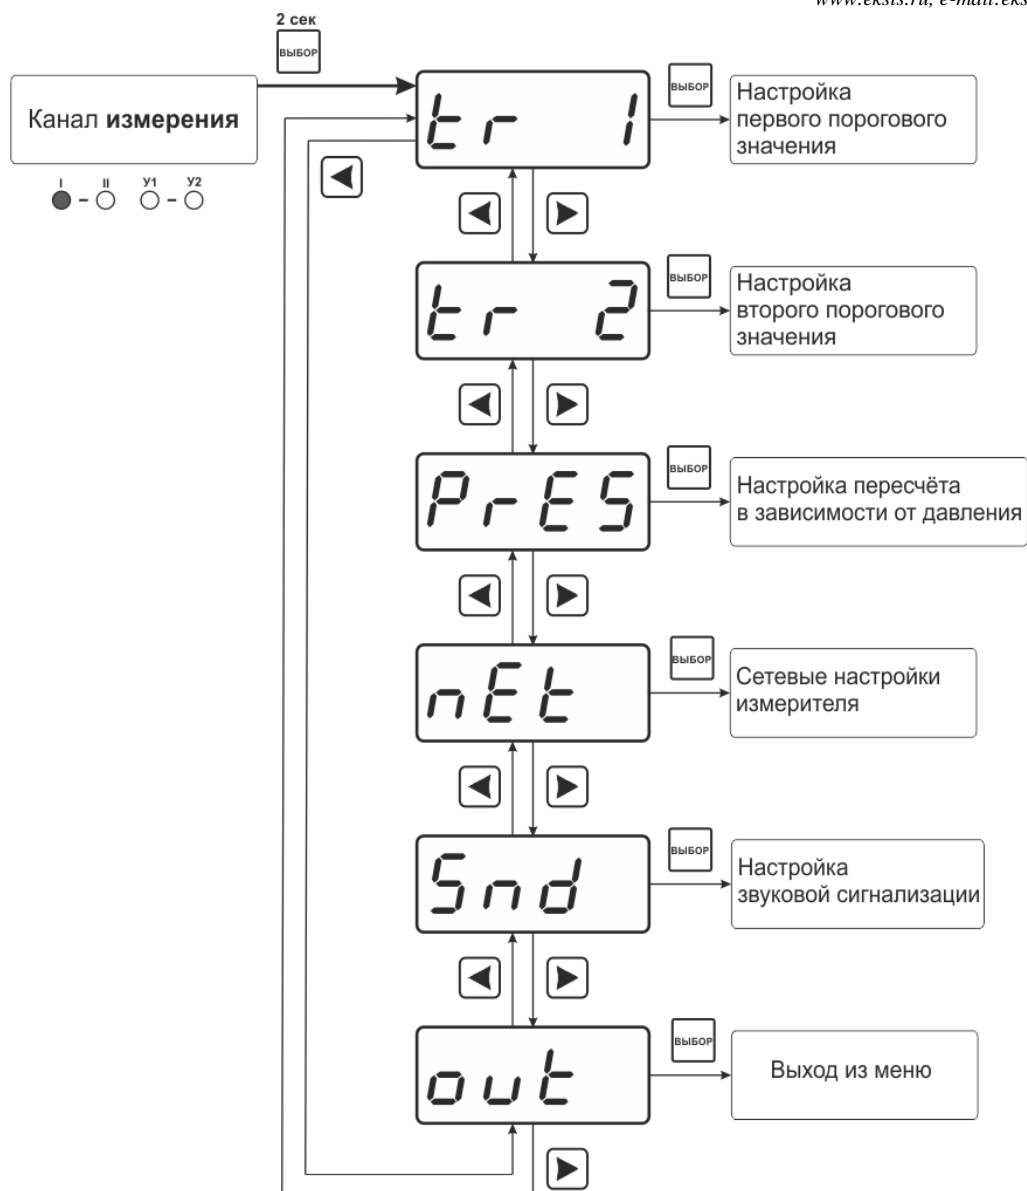 www.eksis.ru, e-mail:eks
2 сек
ВЫБОР
Канал измерения
I II У1 У2
tr 1
ВЫБОР
Настройка
первого порогового
значения
tr 2
ВЫБОР
Настройка
второго порогового
значения
PrES
ВЫБОР
Настройка пересчёта
в зависимости от давления
nEt
ВЫБОР
Сетевые настройки
измерителя
Snd
ВЫБОР
Настройка
звуковой сигнализации
out
ВЫБОР
Выход из меню